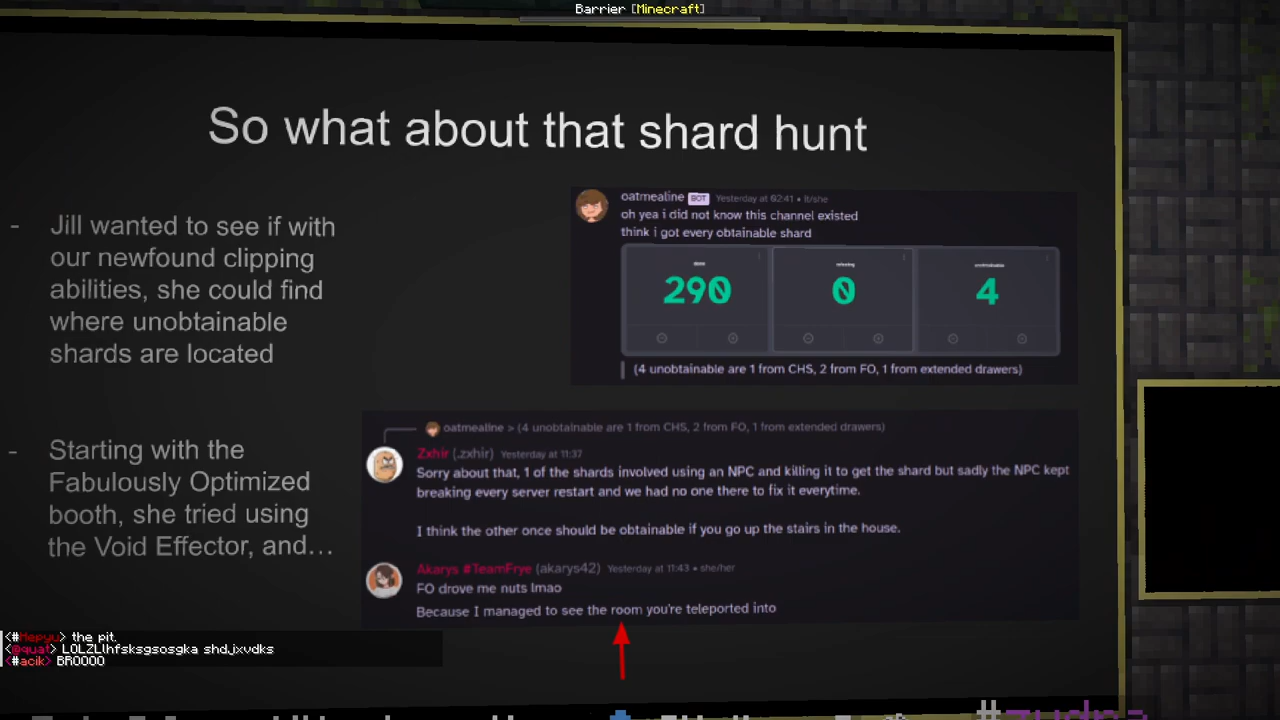 Barrier [Minecraft]
So what about that shard hunt
- Jill wanted to see if with
our newfound clipping
abilities, she could find
where unobtainable
shards are located
- Starting with the
Fabulously Optimized
booth, she tried using
the Void Effector, and…
oatmealine BOT Yesterday at 02:41 • it/she
oh yea i did not know this channel existed
think i got every obtainable shard
290 0 4
(4 unobtainable are 1 from CHS, 2 from FO, 1 from extended drawers)
oatmealine > (4 unobtainable are 1 from CHS, 2 from FO, 1 from extended drawers)
Zxhir (.zxhir) Yesterday at 11:37
Sorry about that, 1 of the shards involved using an NPC and killing it to get the shard but sadly the NPC kept
breaking every server restart and we had no one there to fix it everytime.
I think the other once should be obtainable if you go up the stairs in the house.
Akarys #TeamFrye (akarys42) Yesterday at 11:43 • she/her
FO drove me nuts lmao
Because I managed to see the room you're teleported into
<#Hepyu> the pit.
<@quat> LOLZLlhfsksgsosgka shdjxvdks
<#acik> BROOOO